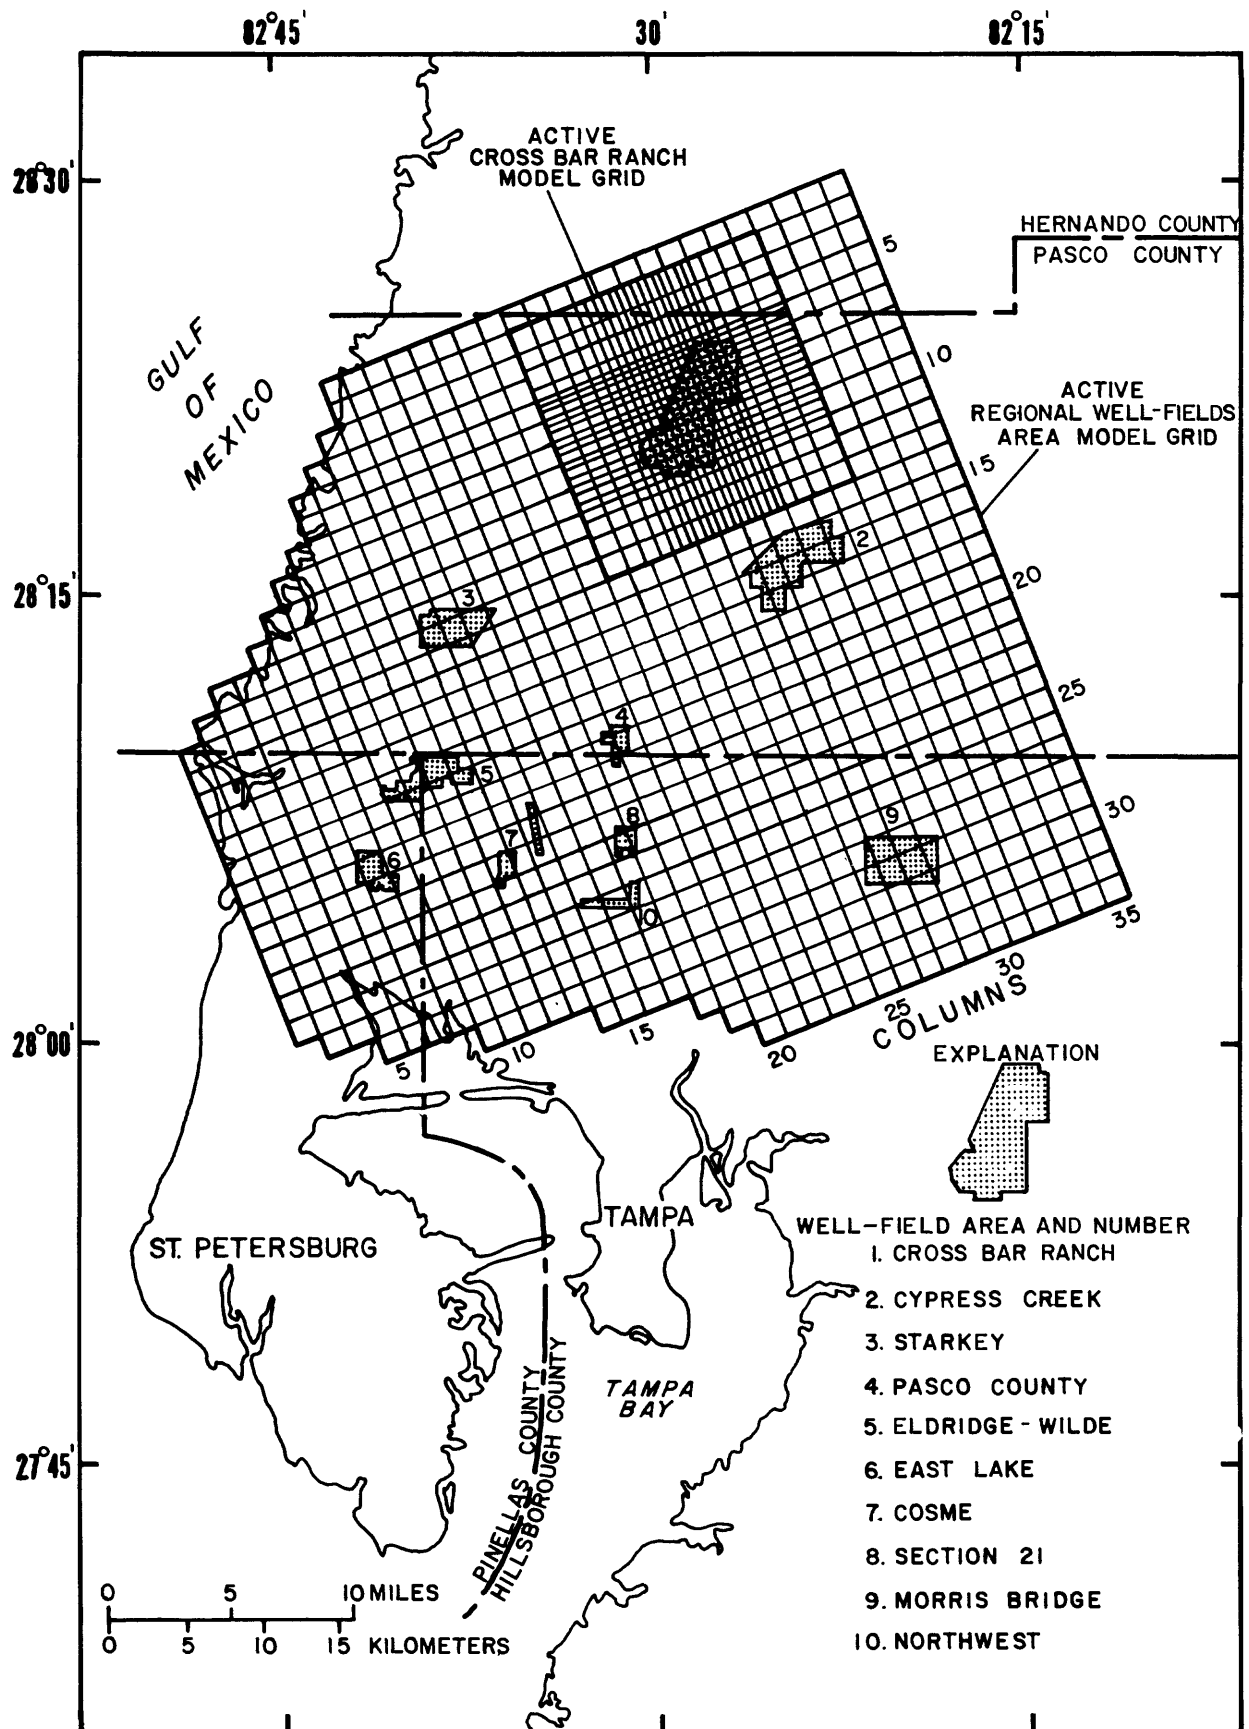 82°45'
30'
82°15'
28°30'
ACTIVE
CROSS BAR RANCH
MODEL GRID
HERNANDO COUNTY
PASCO COUNTY
5
GULF
OF
MEXICO
10
ACTIVE
REGIONAL WELL-FIELDS
AREA MODEL GRID
15
2
20
28°15'
3
25
4
5
30
9
8
7
6
10
35
30
25
COLUMNS
20
15
10
5
28°00'
EXPLANATION
WELL-FIELD AREA AND NUMBER
1. CROSS BAR RANCH
2. CYPRESS CREEK
3. STARKEY
4. PASCO COUNTY
5. ELDRIDGE-WILDE
6. EAST LAKE
7. COSME
8. SECTION 21
9. MORRIS BRIDGE
10. NORTHWEST
TAMPA
ST. PETERSBURG
TAMPA
BAY
PINELLAS COUNTY
HILLSBOROUGH COUNTY
27°45'
0 5 10 MILES
0 5 10 15 KILOMETERS